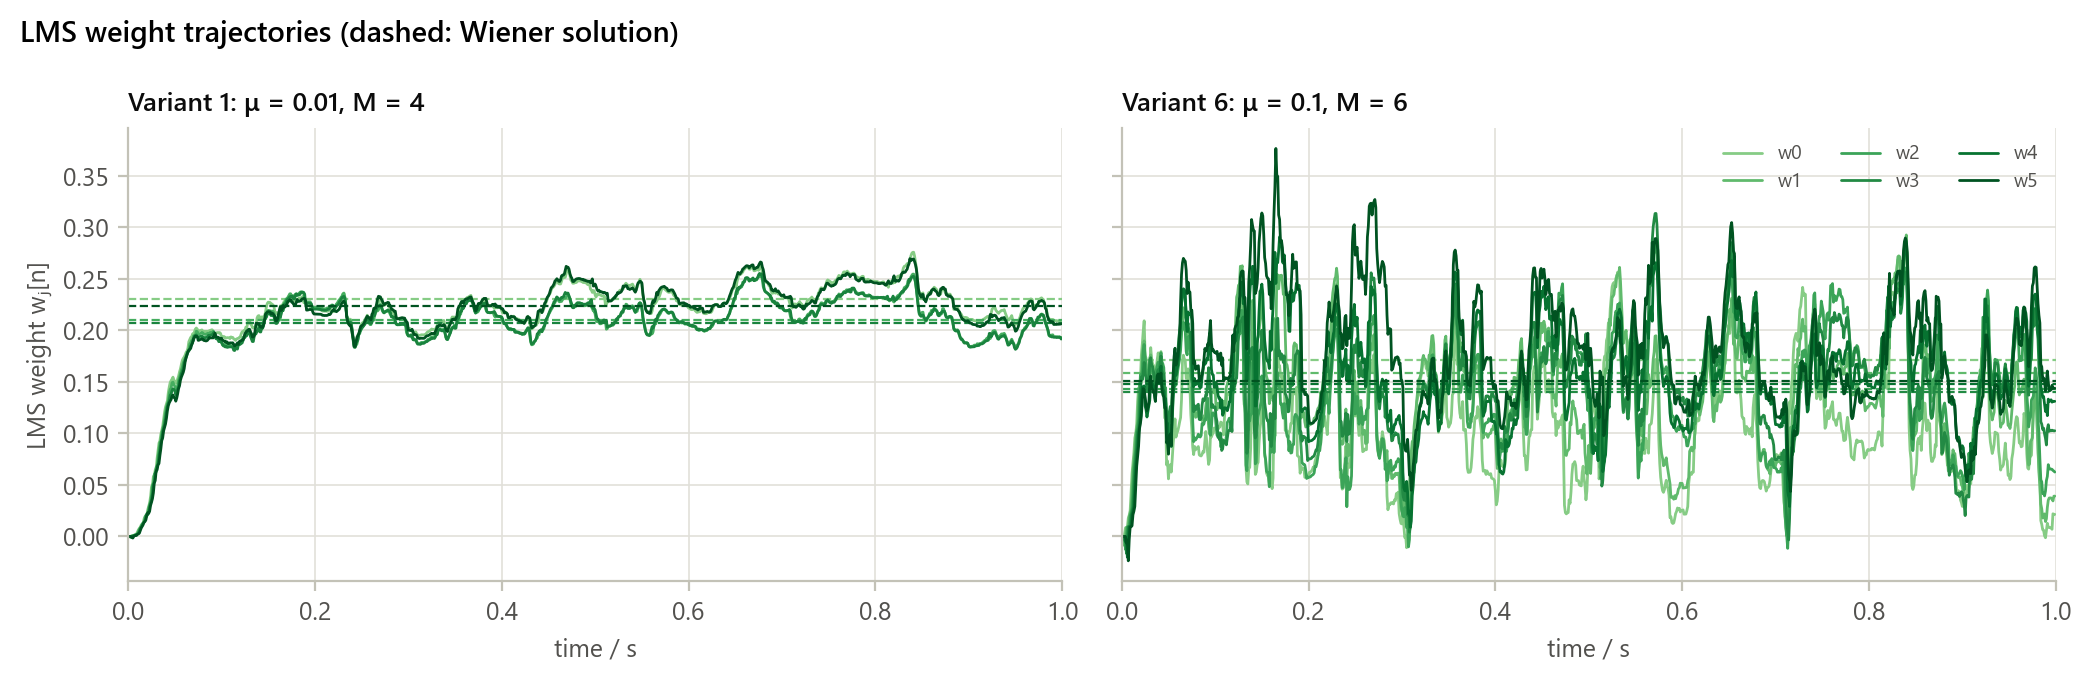 LMS weight trajectories (dashed: Wiener solution)
Variant 1: μ = 0.01, M = 4
LMS weight wⱼ[n]
0.35
0.30
0.25
0.20
0.15
0.10
0.05
0.00
0.0 0.2 0.4 0.6 0.8 1.0
time / s
Variant 6: μ = 0.1, M = 6
w0 w2 w4
w1 w3 w5
0.0 0.2 0.4 0.6 0.8 1.0
time / s